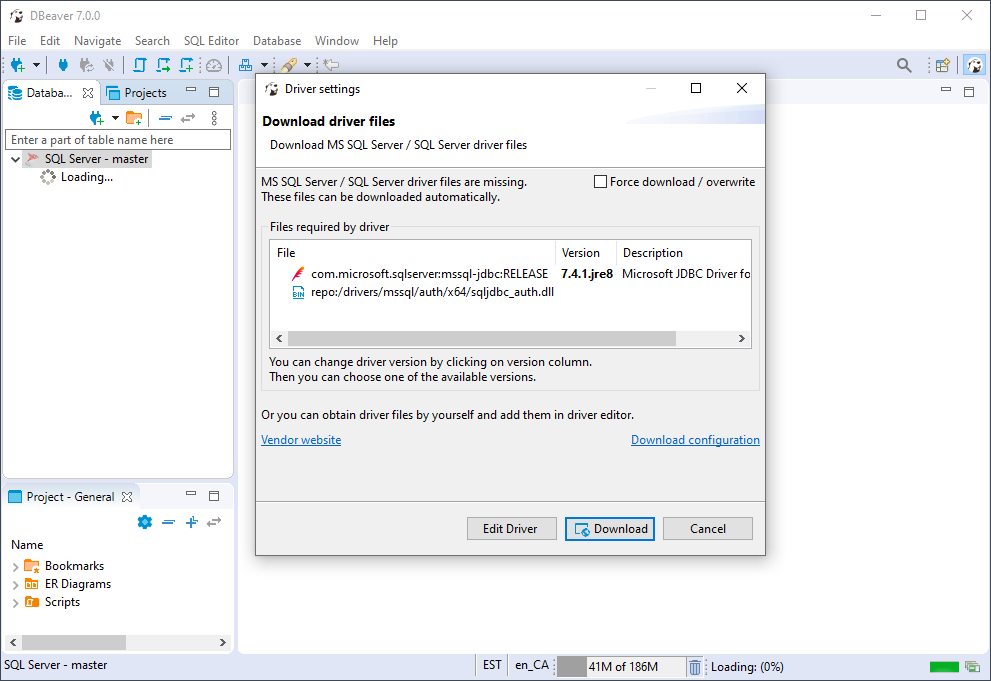 DBeaver 7.0.0
File Edit Navigate Search SQL Editor Database Window Help
Databa... Projects
Enter a part of table name here
SQL Server - master
Loading...
Driver settings
Download driver files
Download MS SQL Server / SQL Server driver files
MS SQL Server / SQL Server driver files are missing.
These files can be downloaded automatically.
Force download / overwrite
Files required by driver
File Version Description
com.microsoft.sqlserver:mssql-jdbc:RELEASE 7.4.1.jre8 Microsoft JDBC Driver fo
BIN repo:/drivers/mssql/auth/x64/sqljdbc_auth.dll
You can change driver version by clicking on version column.
Then you can choose one of the available versions.
Or you can obtain driver files by yourself and add them in driver editor.
Vendor website Download configuration
Edit Driver Download Cancel
Project - General
Name
Bookmarks
ER Diagrams
Scripts
SQL Server - master EST en_CA 41M of 186M Loading: (0%)